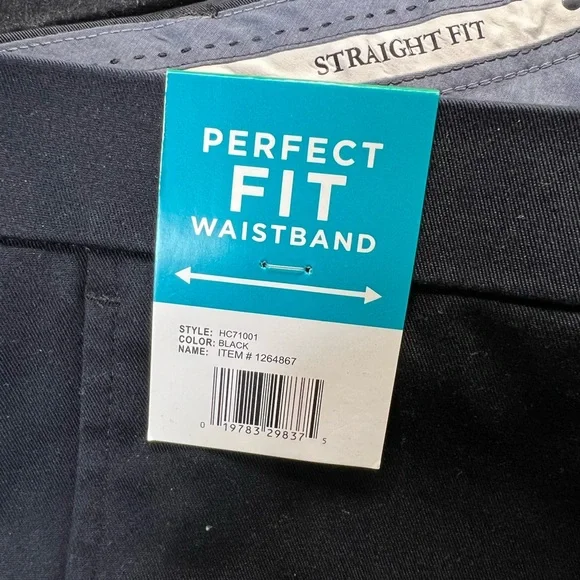 STRAIGHT FIT
PERFECT
FIT
WAISTBAND
STYLE: HC71001
COLOR: BLACK
NAME: ITEM # 1264867
0 19783 29837 5